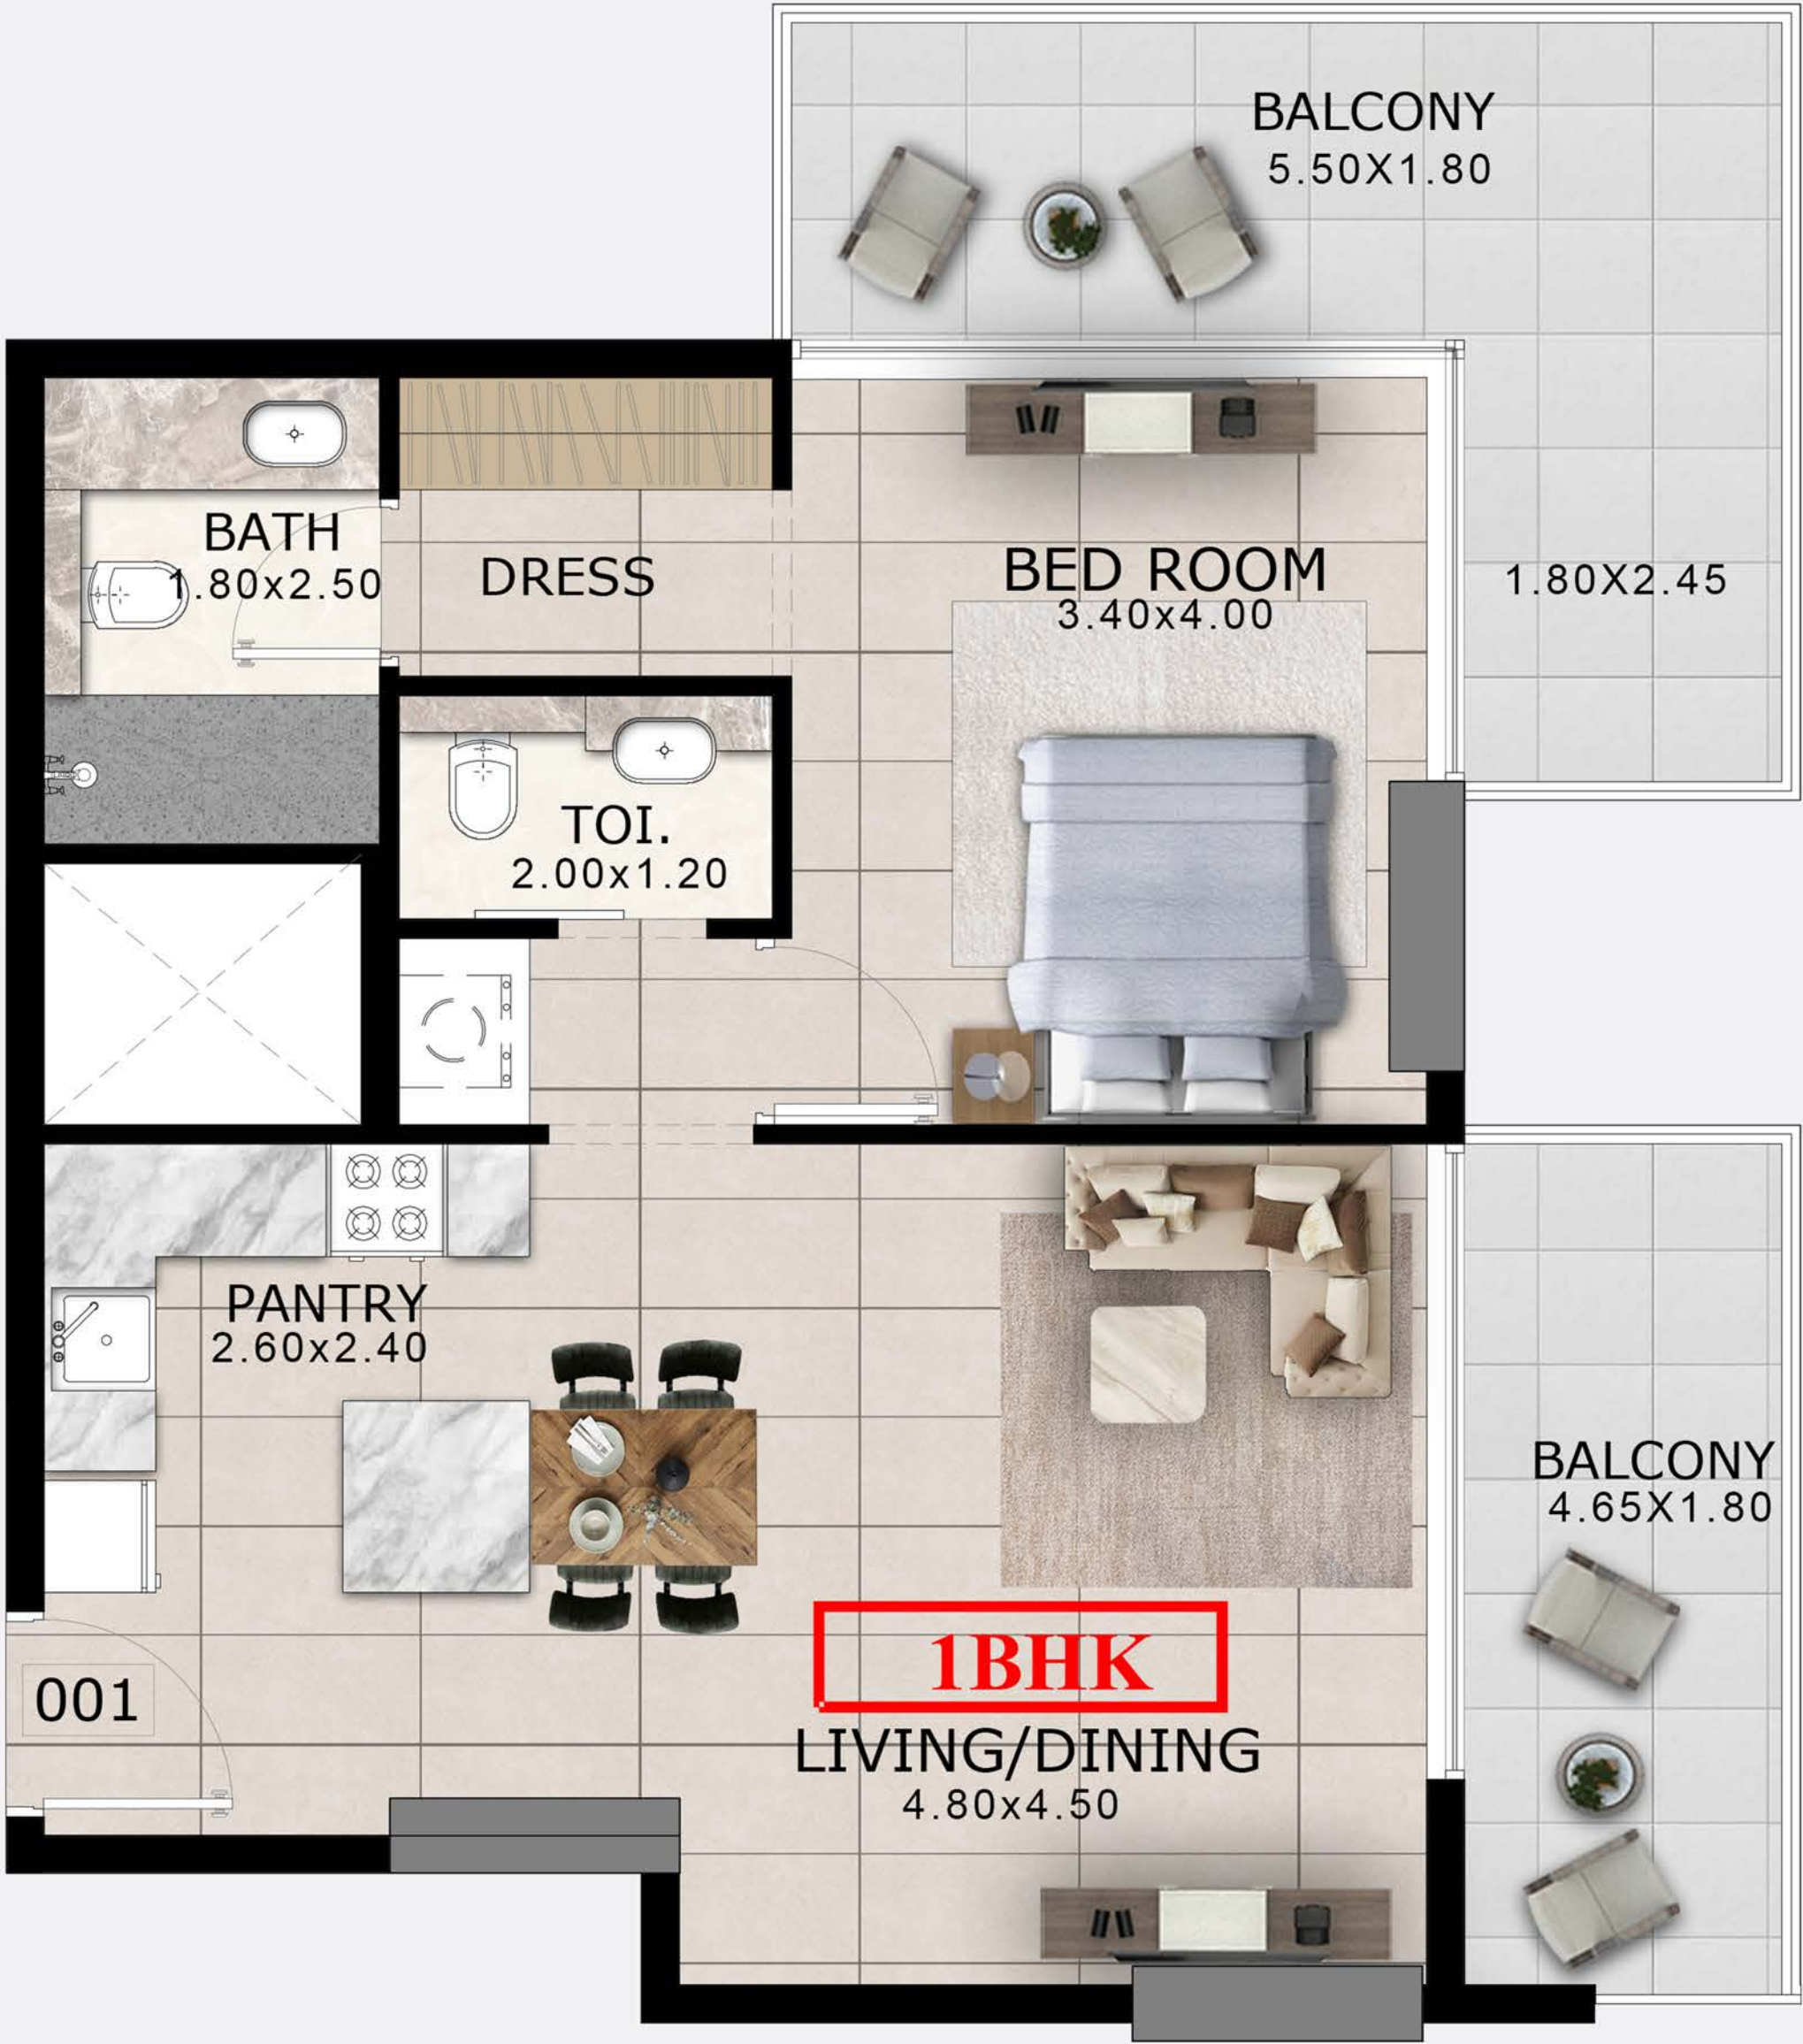 BALCONY
5.50X1.80
BATH
1.80x2.50
DRESS
BED ROOM
3.40x4.00
1.80X2.45
TOI.
2.00x1.20
PANTRY
2.60x2.40
BALCONY
4.65X1.80
1BHK
001
LIVING/DINING
4.80x4.50